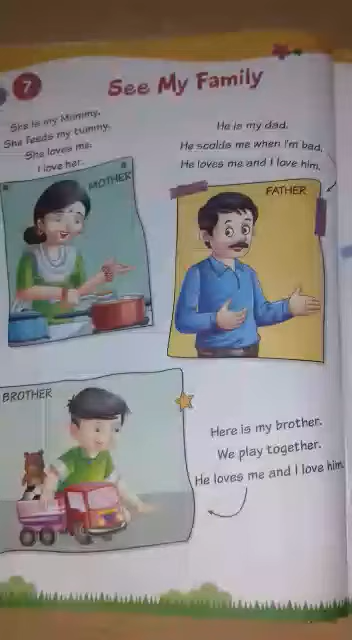 7
See My Family
She is my Mummy.
She feeds my tummy.
She loves me.
I love her.
MOTHER
He is my dad.
He scolds me when I'm bad.
He loves me and I love him.
FATHER
BROTHER
Here is my brother.
We play together.
He loves me and I love him.